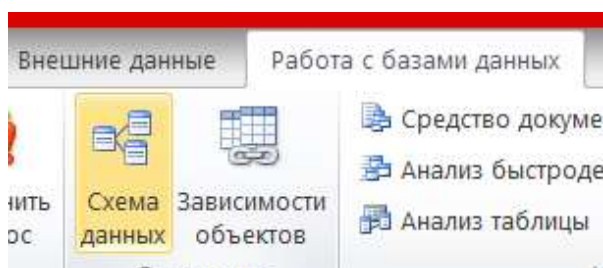 Внешние данные
Работа с базами данных
Схема
данных
Зависимости
объектов
Средство докуме
Анализ быстроде
Анализ таблицы